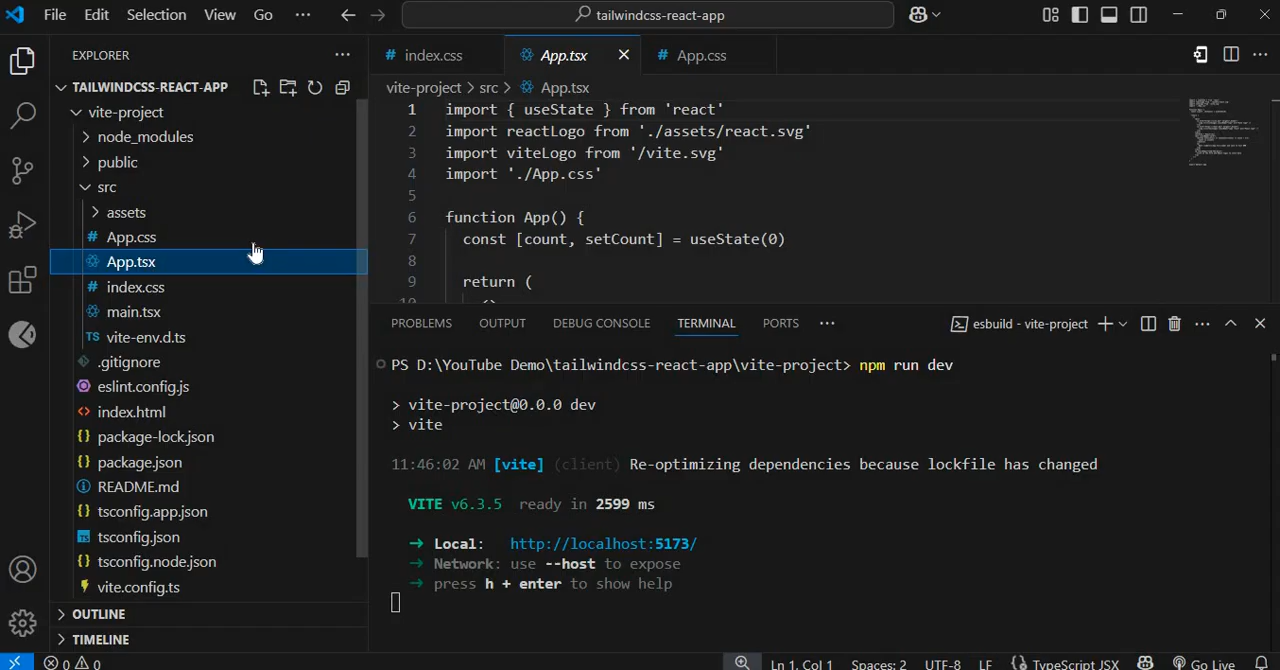 File Edit Selection View Go ···
tailwindcss-react-app
EXPLORER
TAILWINDCSS-REACT-APP
vite-project
node_modules
public
src
assets
# App.css
App.tsx
# index.css
main.tsx
TS vite-env.d.ts
.gitignore
eslint.config.js
<> index.html
{} package-lock.json
{} package.json
README.md
{} tsconfig.app.json
TS tsconfig.json
{} tsconfig.node.json
vite.config.ts
OUTLINE
TIMELINE
# index.css App.tsx # App.css
vite-project > src > App.tsx
1 import { useState } from 'react'
2 import reactLogo from './assets/react.svg'
3 import viteLogo from '/vite.svg'
4 import './App.css'
5
6 function App() {
7 const [count, setCount] = useState(0)
8
9 return (
10 <>
PROBLEMS OUTPUT DEBUG CONSOLE TERMINAL PORTS ··· esbuild - vite-project
PS D:\YouTube Demo\tailwindcss-react-app\vite-project> npm run dev
> vite-project@0.0.0 dev
> vite
11:46:02 AM [vite] (client) Re-optimizing dependencies because lockfile has changed
VITE v6.3.5 ready in 2599 ms
➜ Local: http://localhost:5173/
➜ Network: use --host to expose
➜ press h + enter to show help
0 0 Ln 1, Col 1 Spaces: 2 UTF-8 LF {} TypeScript JSX Go Live